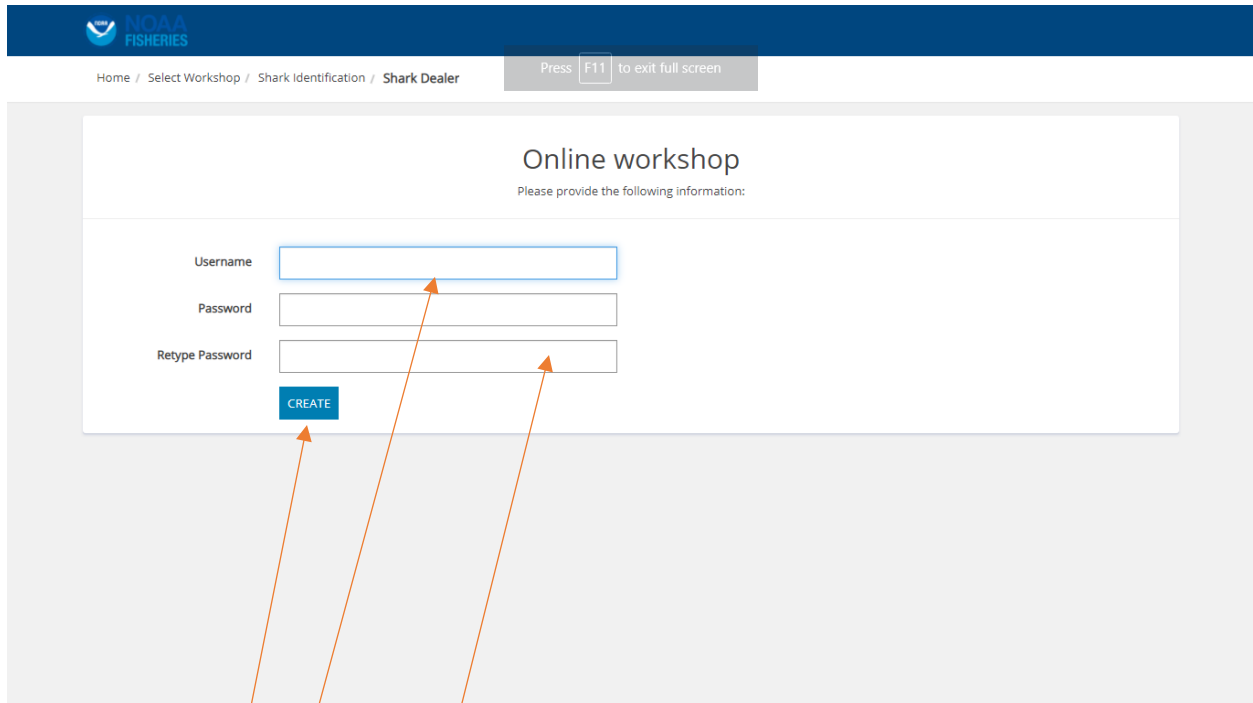 NOAA
FISHERIES
Press F11 to exit full screen
Home / Select Workshop / Shark Identification / Shark Dealer
Online workshop
Please provide the following information:
Username
Password
Retype Password
CREATE